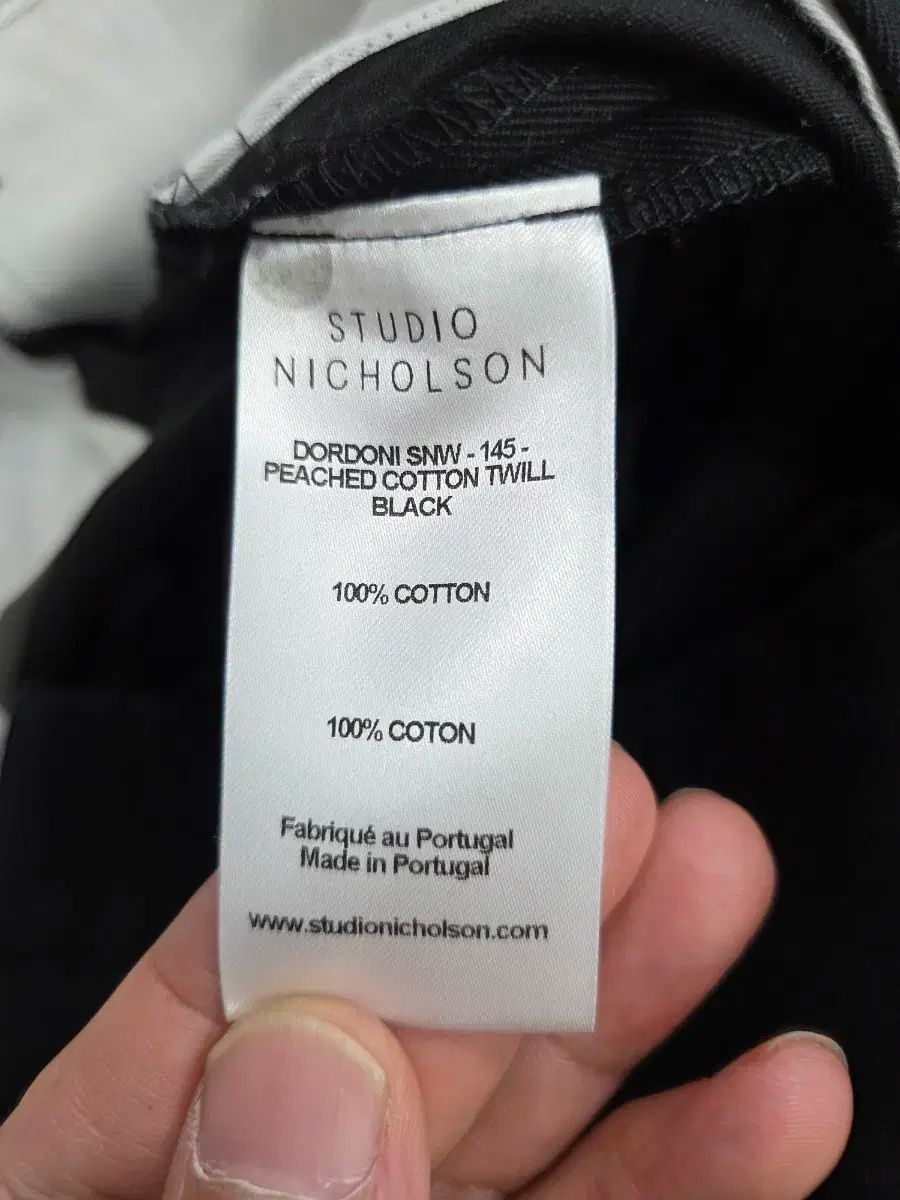 STUDIO
NICHOLSON
DORDONI SNW - 145 -
PEACHED COTTON TWILL
BLACK
100% COTTON
100% COTON
Fabriqué au Portugal
Made in Portugal
www.studionicholson.com